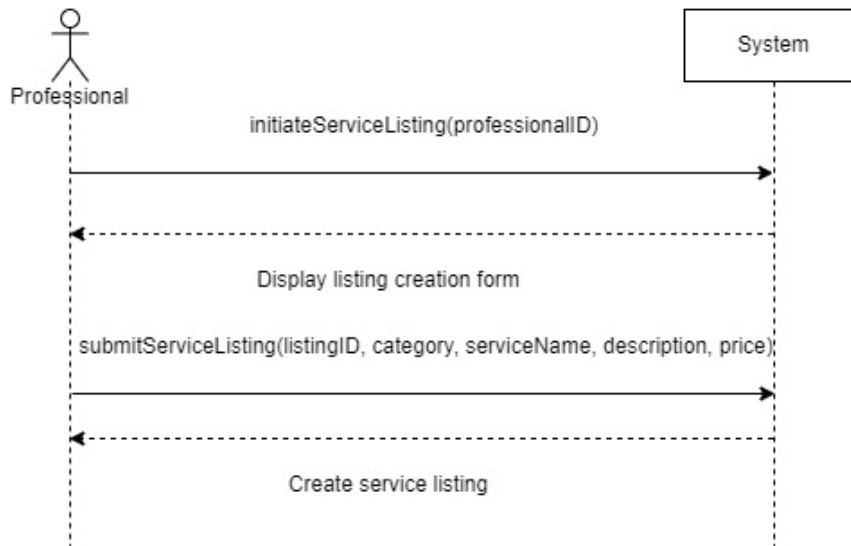 System
Professional
initiateServiceListing(professionalID)
Display listing creation form
submitServiceListing(listingID, category, serviceName, description, price)
Create service listing